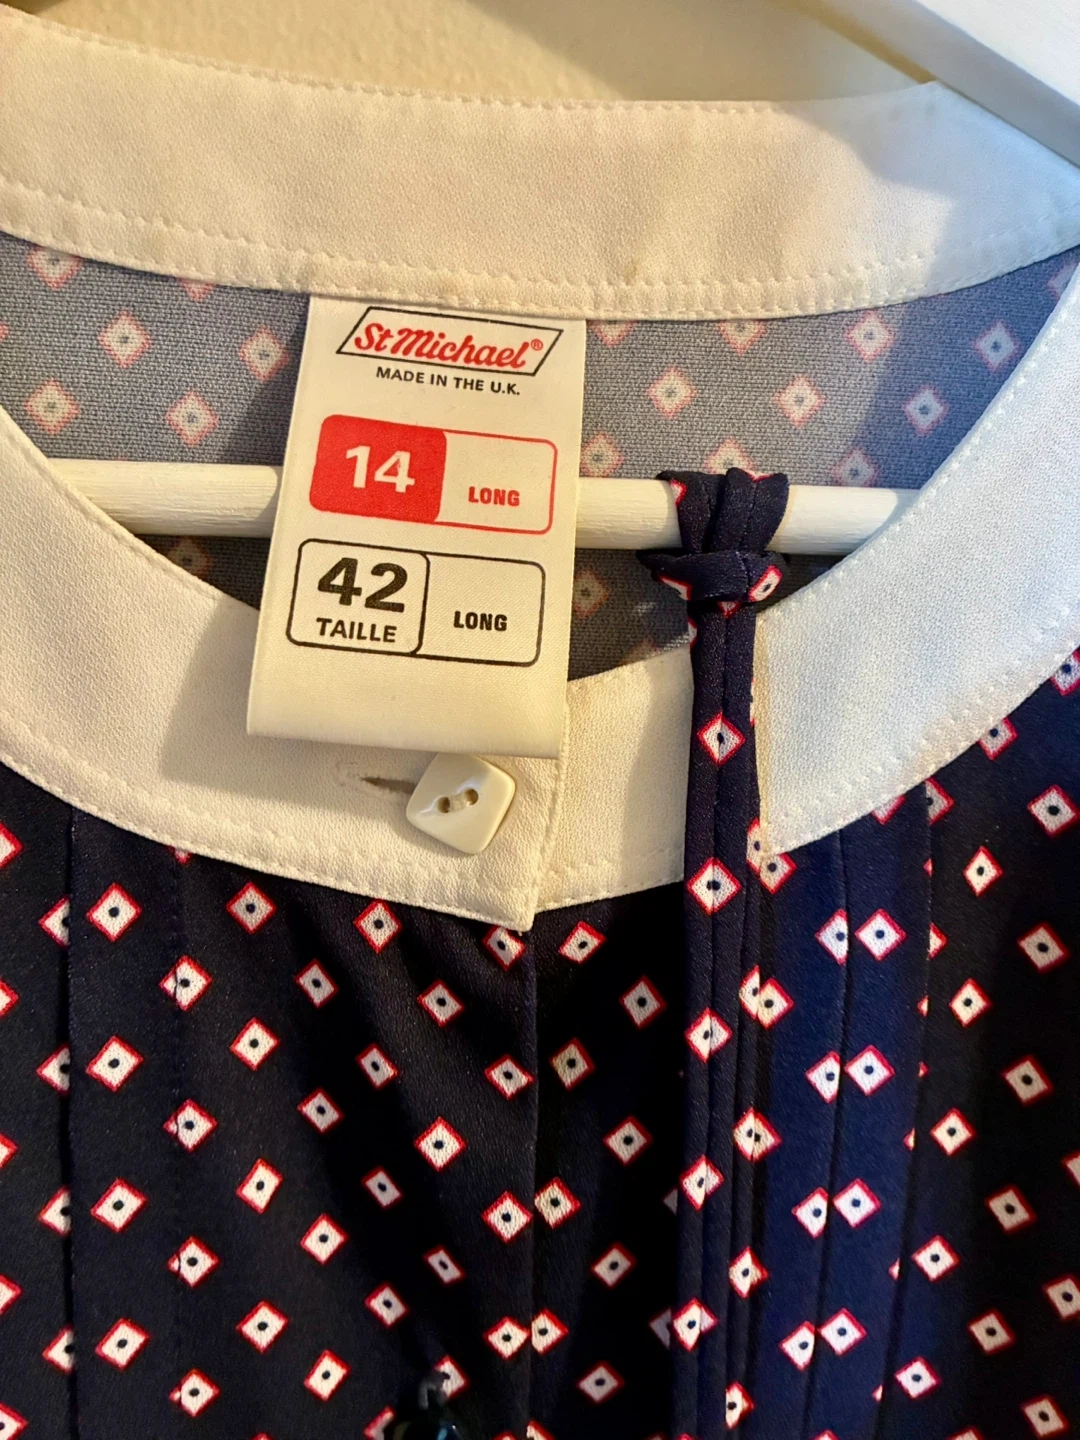 St Michael®
MADE IN THE U.K.
14 LONG
42 TAILLE LONG